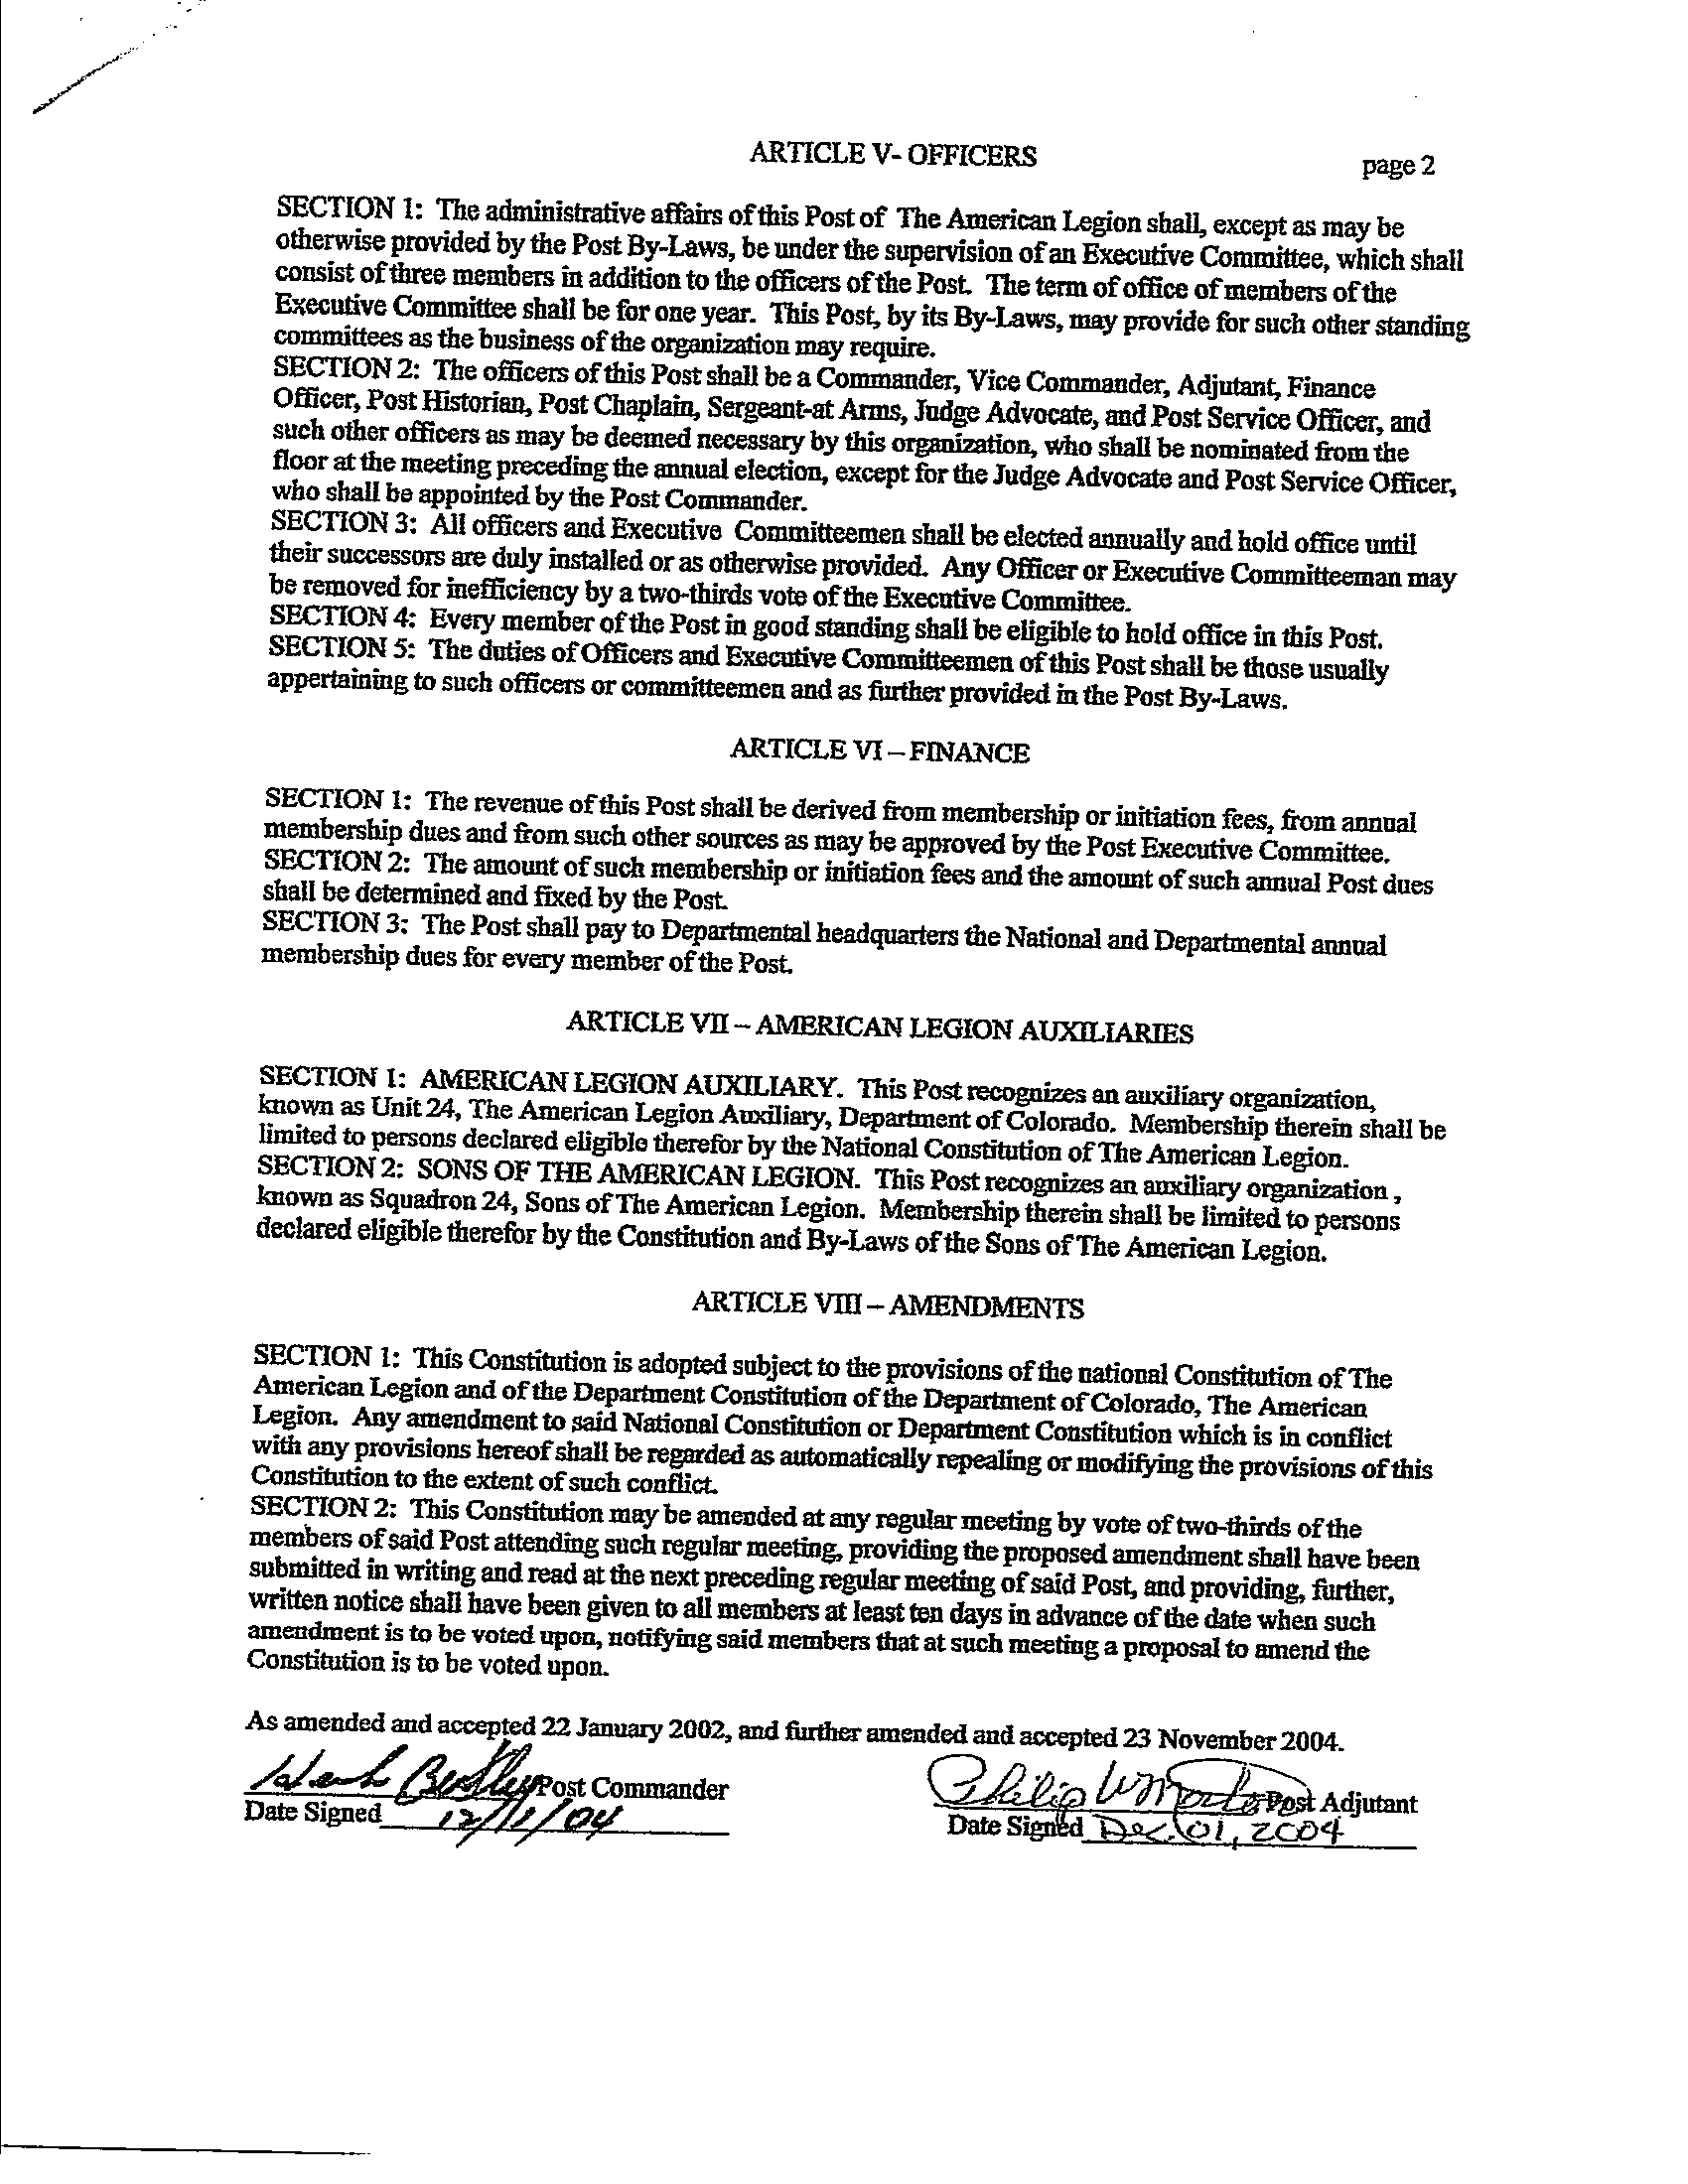 ARTICLE V- OFFICERS
page 2
SECTION 1: The administrative affairs of this Post of The American Legion shall, except as may be
otherwise provided by the Post By-Laws, be under the supervision of an Executive Committee, which shall
consist of three members in addition to the officers of the Post. The term of office of members of the
Executive Committee shall be for one year. This Post, by its By-Laws, may provide for such other standing
committees as the business of the organization may require.
SECTION 2: The officers of this Post shall be a Commander, Vice Commander, Adjutant, Finance
Officer, Post Historian, Post Chaplain, Sergeant-at Arms, Judge Advocate, and Post Service Officer, and
such other officers as may be deemed necessary by this organization, who shall be nominated from the
floor at the meeting preceding the annual election, except for the Judge Advocate and Post Service Officer,
who shall be appointed by the Post Commander.
SECTION 3: All officers and Executive Committeemen shall be elected annually and hold office until
their successors are duly installed or as otherwise provided. Any Officer or Executive Committeeman may
be removed for inefficiency by a two-thirds vote of the Executive Committee.
SECTION 4: Every member of the Post in good standing shall be eligible to hold office in this Post.
SECTION 5: The duties of Officers and Executive Committeemen of this Post shall be those usually
appertaining to such officers or committeemen and as further provided in the Post By-Laws.
ARTICLE VI – FINANCE
SECTION 1: The revenue of this Post shall be derived from membership or initiation fees, from annual
membership dues and from such other sources as may be approved by the Post Executive Committee.
SECTION 2: The amount of such membership or initiation fees and the amount of such annual Post dues
shall be determined and fixed by the Post.
SECTION 3: The Post shall pay to Departmental headquarters the National and Departmental annual
membership dues for every member of the Post.
ARTICLE VII – AMERICAN LEGION AUXILIARIES
SECTION 1: AMERICAN LEGION AUXILIARY. This Post recognizes an auxiliary organization,
known as Unit 24, The American Legion Auxiliary, Department of Colorado. Membership therein shall be
limited to persons declared eligible therefor by the National Constitution of The American Legion.
SECTION 2: SONS OF THE AMERICAN LEGION. This Post recognizes an auxiliary organization ,
known as Squadron 24, Sons of The American Legion. Membership therein shall be limited to persons
declared eligible therefor by the Constitution and By-Laws of the Sons of The American Legion.
ARTICLE VIII – AMENDMENTS
SECTION 1: This Constitution is adopted subject to the provisions of the national Constitution of The
American Legion and of the Department Constitution of the Department of Colorado, The American
Legion. Any amendment to said National Constitution or Department Constitution which is in conflict
with any provisions hereof shall be regarded as automatically repealing or modifying the provisions of this
Constitution to the extent of such conflict.
SECTION 2: This Constitution may be amended at any regular meeting by vote of two-thirds of the
members of said Post attending such regular meeting, providing the proposed amendment shall have been
submitted in writing and read at the next preceding regular meeting of said Post, and providing, further,
written notice shall have been given to all members at least ten days in advance of the date when such
amendment is to be voted upon, notifying said members that at such meeting a proposal to amend the
Constitution is to be voted upon.
As amended and accepted 22 January 2002, and further amended and accepted 23 November 2004.
Post Commander
Philip Post Adjutant
Date Signed
Date Signed Dec. 01, 2004